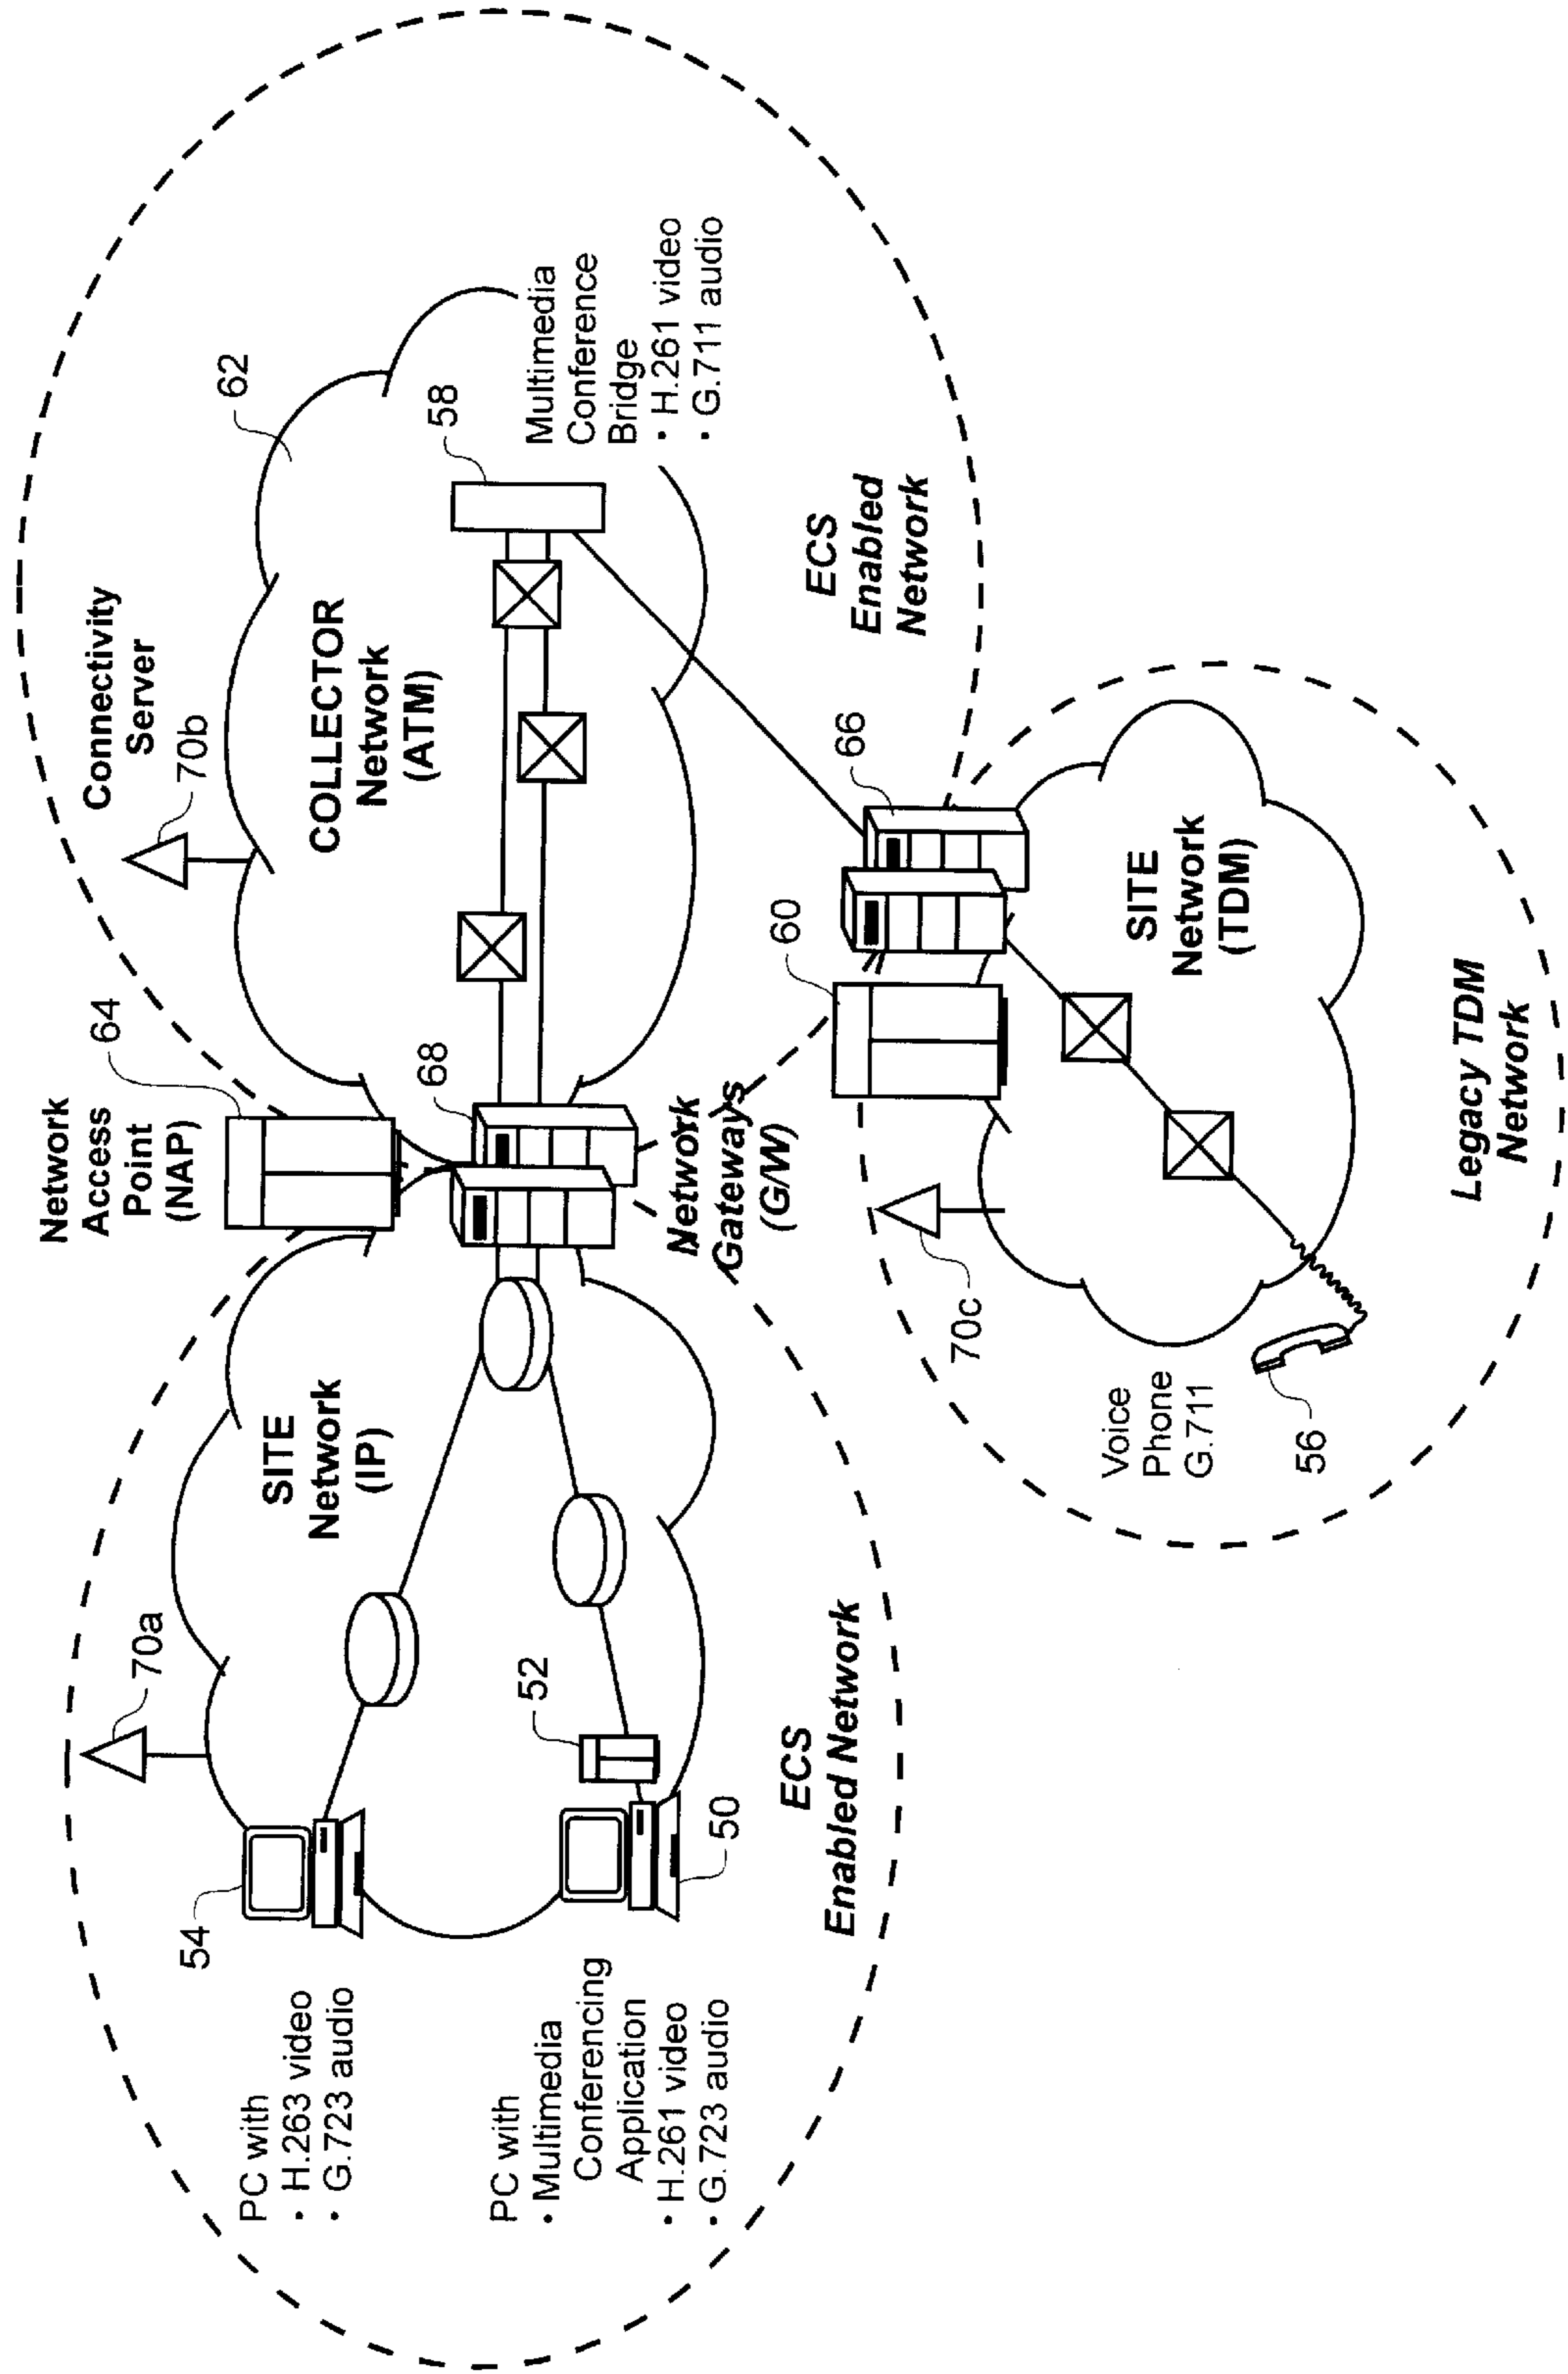 Network
Access
Point
(NAP)
64
Connectivity
Server
70b
62
COLLECTOR
Network
(ATM)
58
Multimedia
Conference
Bridge
• H.261 video
• G.711 audio
68
ECS
Enabled
Network
70a
SITE
Network
(IP)
54
PC with
• H.263 video
• G.723 audio
52
50
PC with
• Multimedia
Conferencing
Application
• H.261 video
• G.723 audio
ECS
Enabled Network
Network
Gateways
(G/W)
60
66
SITE
Network
(TDM)
70c
Voice
Phone
G.711
56
Legacy TDM
Network